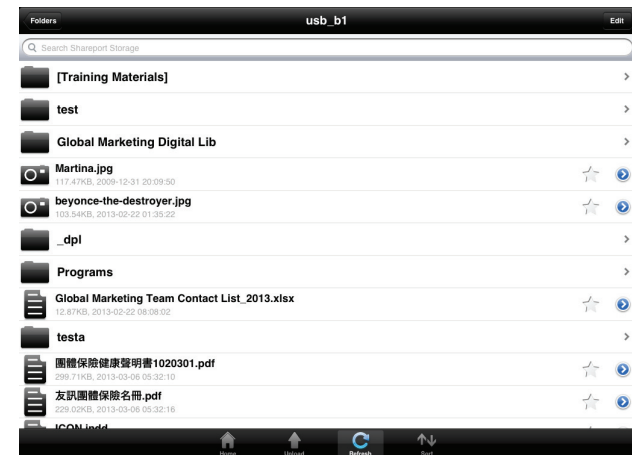 Folders
usb_b1
Edit
Search Shareport Storage
[Training Materials]
test
Global Marketing Digital Lib
Martina.jpg
117.47KB, 2009-12-31 20:09:50
beyonce-the-destroyer.jpg
103.54KB, 2013-02-22 01:35:22
_dpl
Programs
Global Marketing Team Contact List_2013.xlsx
12.87KB, 2013-02-22 08:08:02
testa
團體保險健康聲明書1020301.pdf
299.71KB, 2013-03-06 05:32:10
友訊團體保險名冊.pdf
229.02KB, 2013-03-06 05:32:16
ICON.indd
Home
Upload
Refresh
Sort